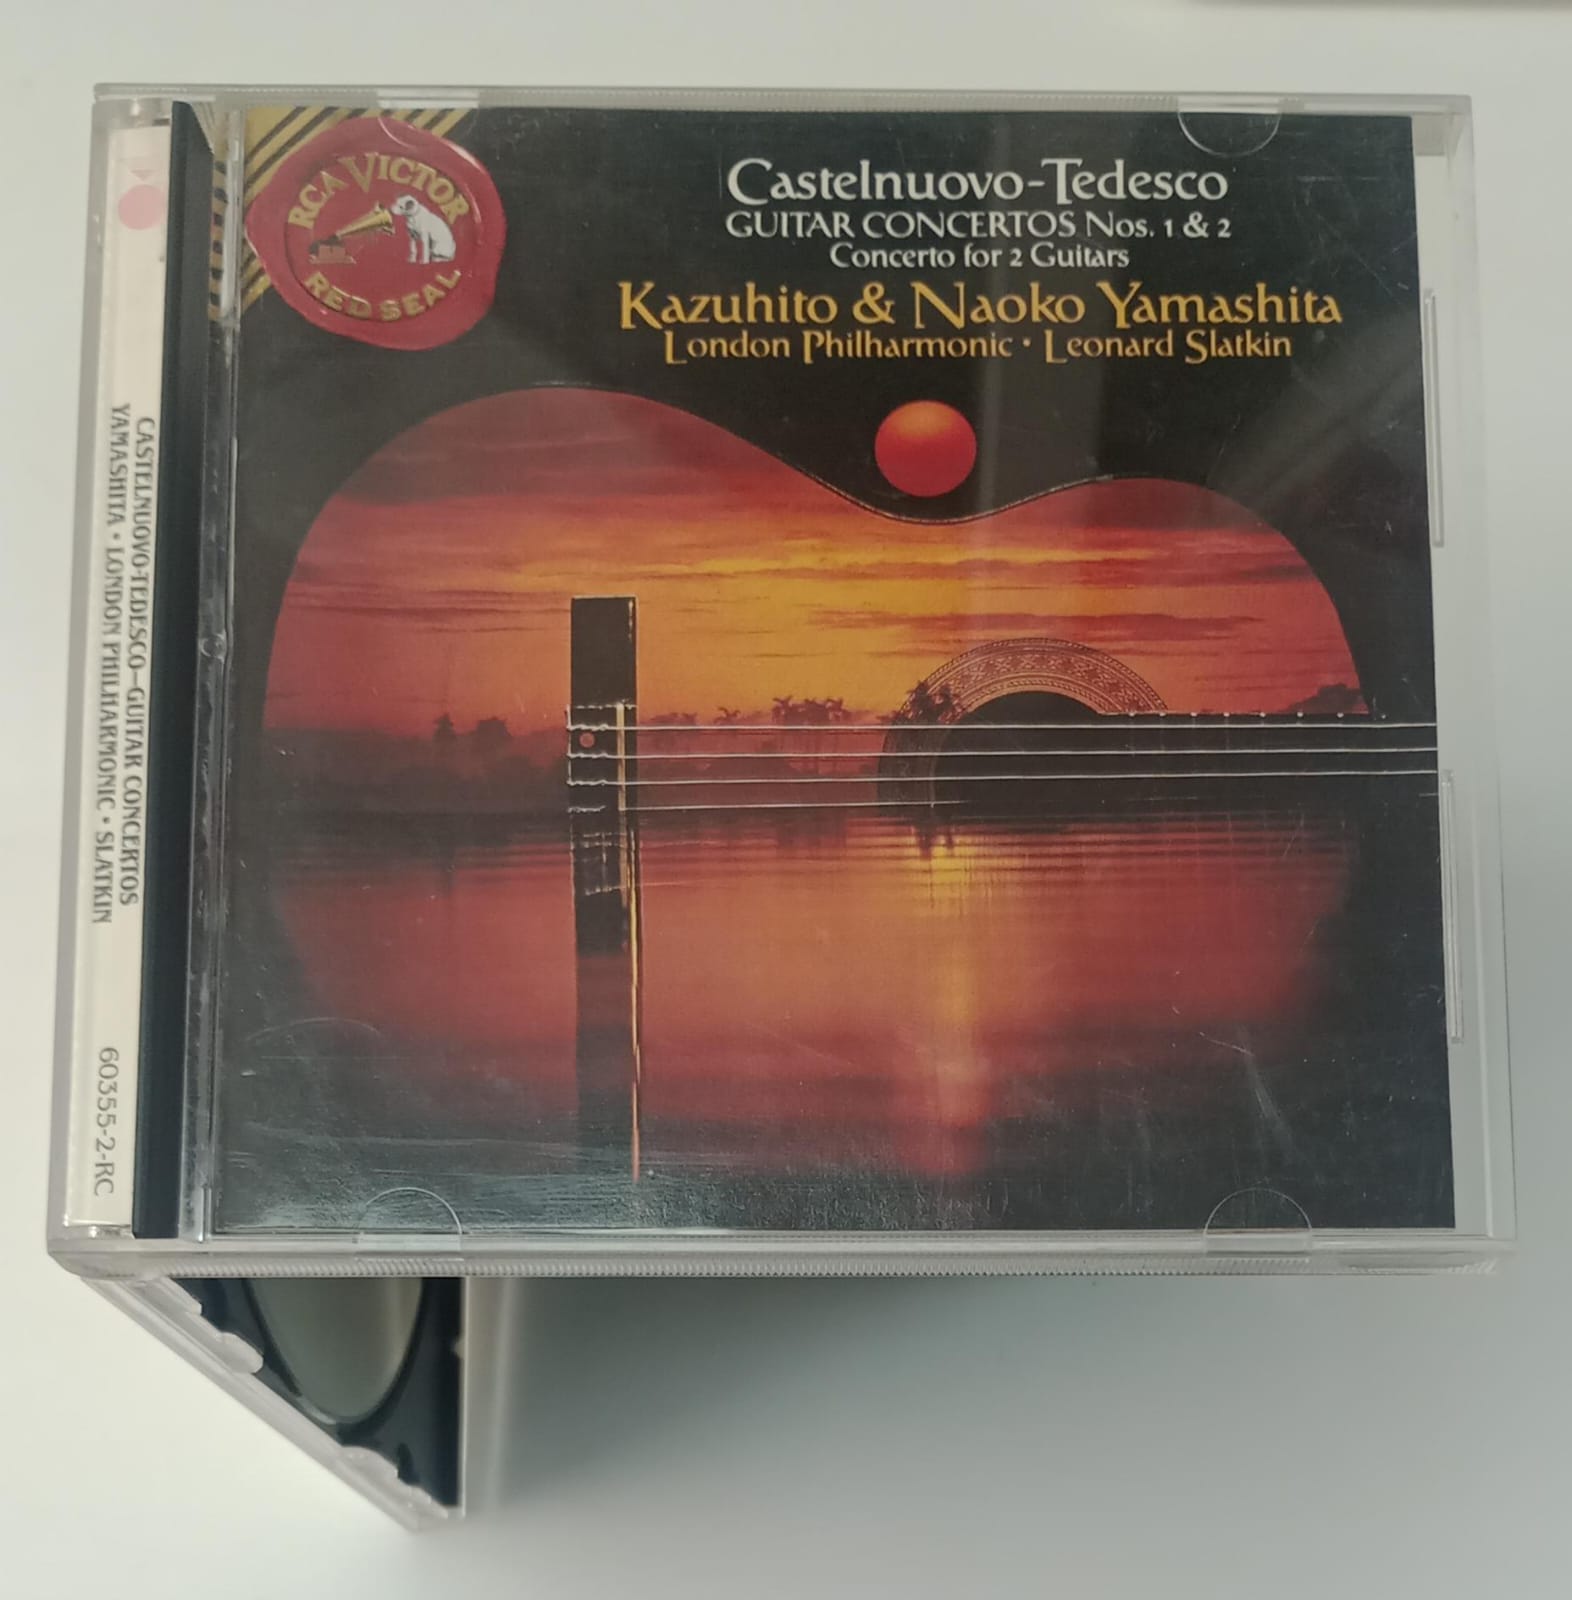 RCA VICTOR
RED SEAL
Castelnuovo-Tedesco
GUITAR CONCERTOS Nos. 1 & 2
Concerto for 2 Guitars
Kazuhito & Naoko Yamashita
London Philharmonic • Leonard Slatkin
CASTELNUOVO-TEDESCO—GUITAR CONCERTOS
YAMASHITA • LONDON PHILHARMONIC • SLATKIN
60355-2-RC